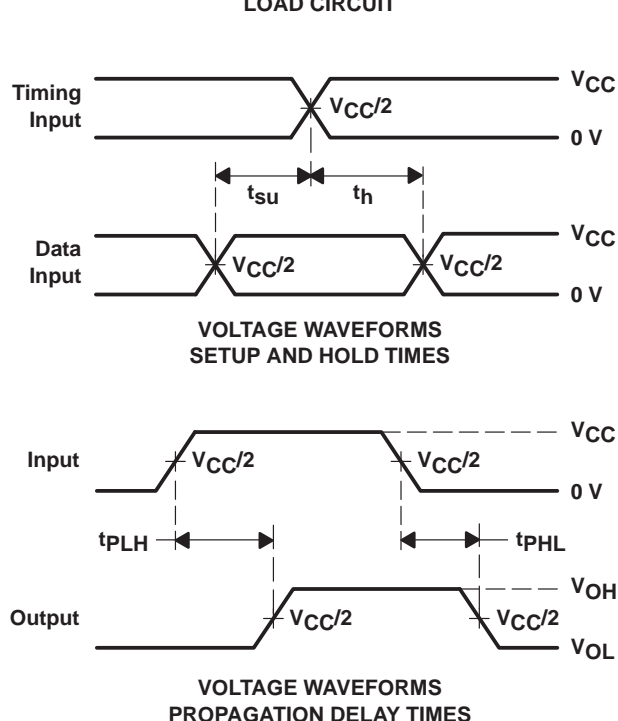 LOAD CIRCUIT
VCC
Timing
Input
VCC/2
0 V
tsu
th
VCC
Data
Input
VCC/2
VCC/2
0 V
VOLTAGE WAVEFORMS
SETUP AND HOLD TIMES
VCC
Input
VCC/2
VCC/2
0 V
tPLH
tPHL
VOH
Output
VCC/2
VCC/2
VOL
VOLTAGE WAVEFORMS
PROPAGATION DELAY TIMES